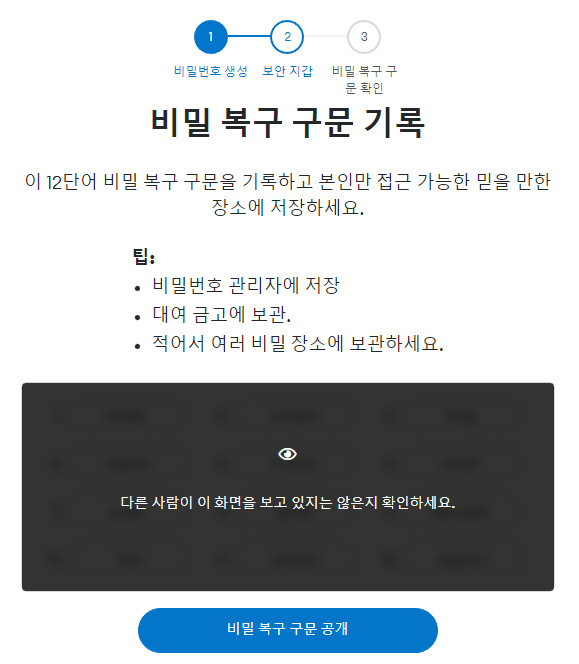 1 2 3
비밀번호 생성 보안 지갑 비밀 복구 구
문 확인
비밀 복구 구문 기록
이 12단어 비밀 복구 구문을 기록하고 본인만 접근 가능한 믿을 만한
장소에 저장하세요.
팁:
• 비밀번호 관리자에 저장
• 대여 금고에 보관.
• 적어서 여러 비밀 장소에 보관하세요.
다른 사람이 이 화면을 보고 있지는 않은지 확인하세요.
비밀 복구 구문 공개